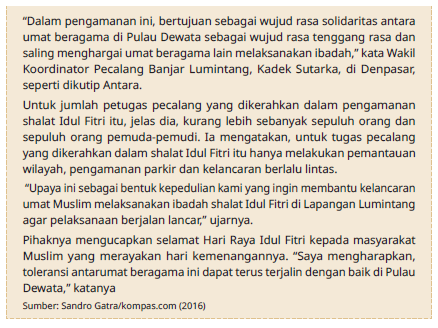 “Dalam pengamanan ini, bertujuan sebagai wujud rasa solidaritas antara
umat beragama di Pulau Dewata sebagai wujud rasa tenggang rasa dan
saling menghargai umat beragama lain melaksanakan ibadah,” kata Wakil
Koordinator Pecalang Banjar Lumintang, Kadek Sutarka, di Denpasar,
seperti dikutip Antara.
Untuk jumlah petugas pecalang yang dikerahkan dalam pengamanan
shalat Idul Fitri itu, jelas dia, kurang lebih sebanyak sepuluh orang dan
sepuluh orang pemuda-pemudi. Ia mengatakan, untuk tugas pecalang
yang dikerahkan dalam shalat Idul Fitri itu hanya melakukan pemantauan
wilayah, pengamanan parkir dan kelancaran berlalu lintas.
“Upaya ini sebagai bentuk kepedulian kami yang ingin membantu kelancaran
umat Muslim melaksanakan ibadah shalat Idul Fitri di Lapangan Lumintang
agar pelaksanaan berjalan lancar,” ujarnya.
Pihaknya mengucapkan selamat Hari Raya Idul Fitri kepada masyarakat
Muslim yang merayakan hari kemenangannya. “Saya mengharapkan,
toleransi antarumat beragama ini dapat terus terjalin dengan baik di Pulau
Dewata,” katanya
Sumber: Sandro Gatra/kompas.com (2016)